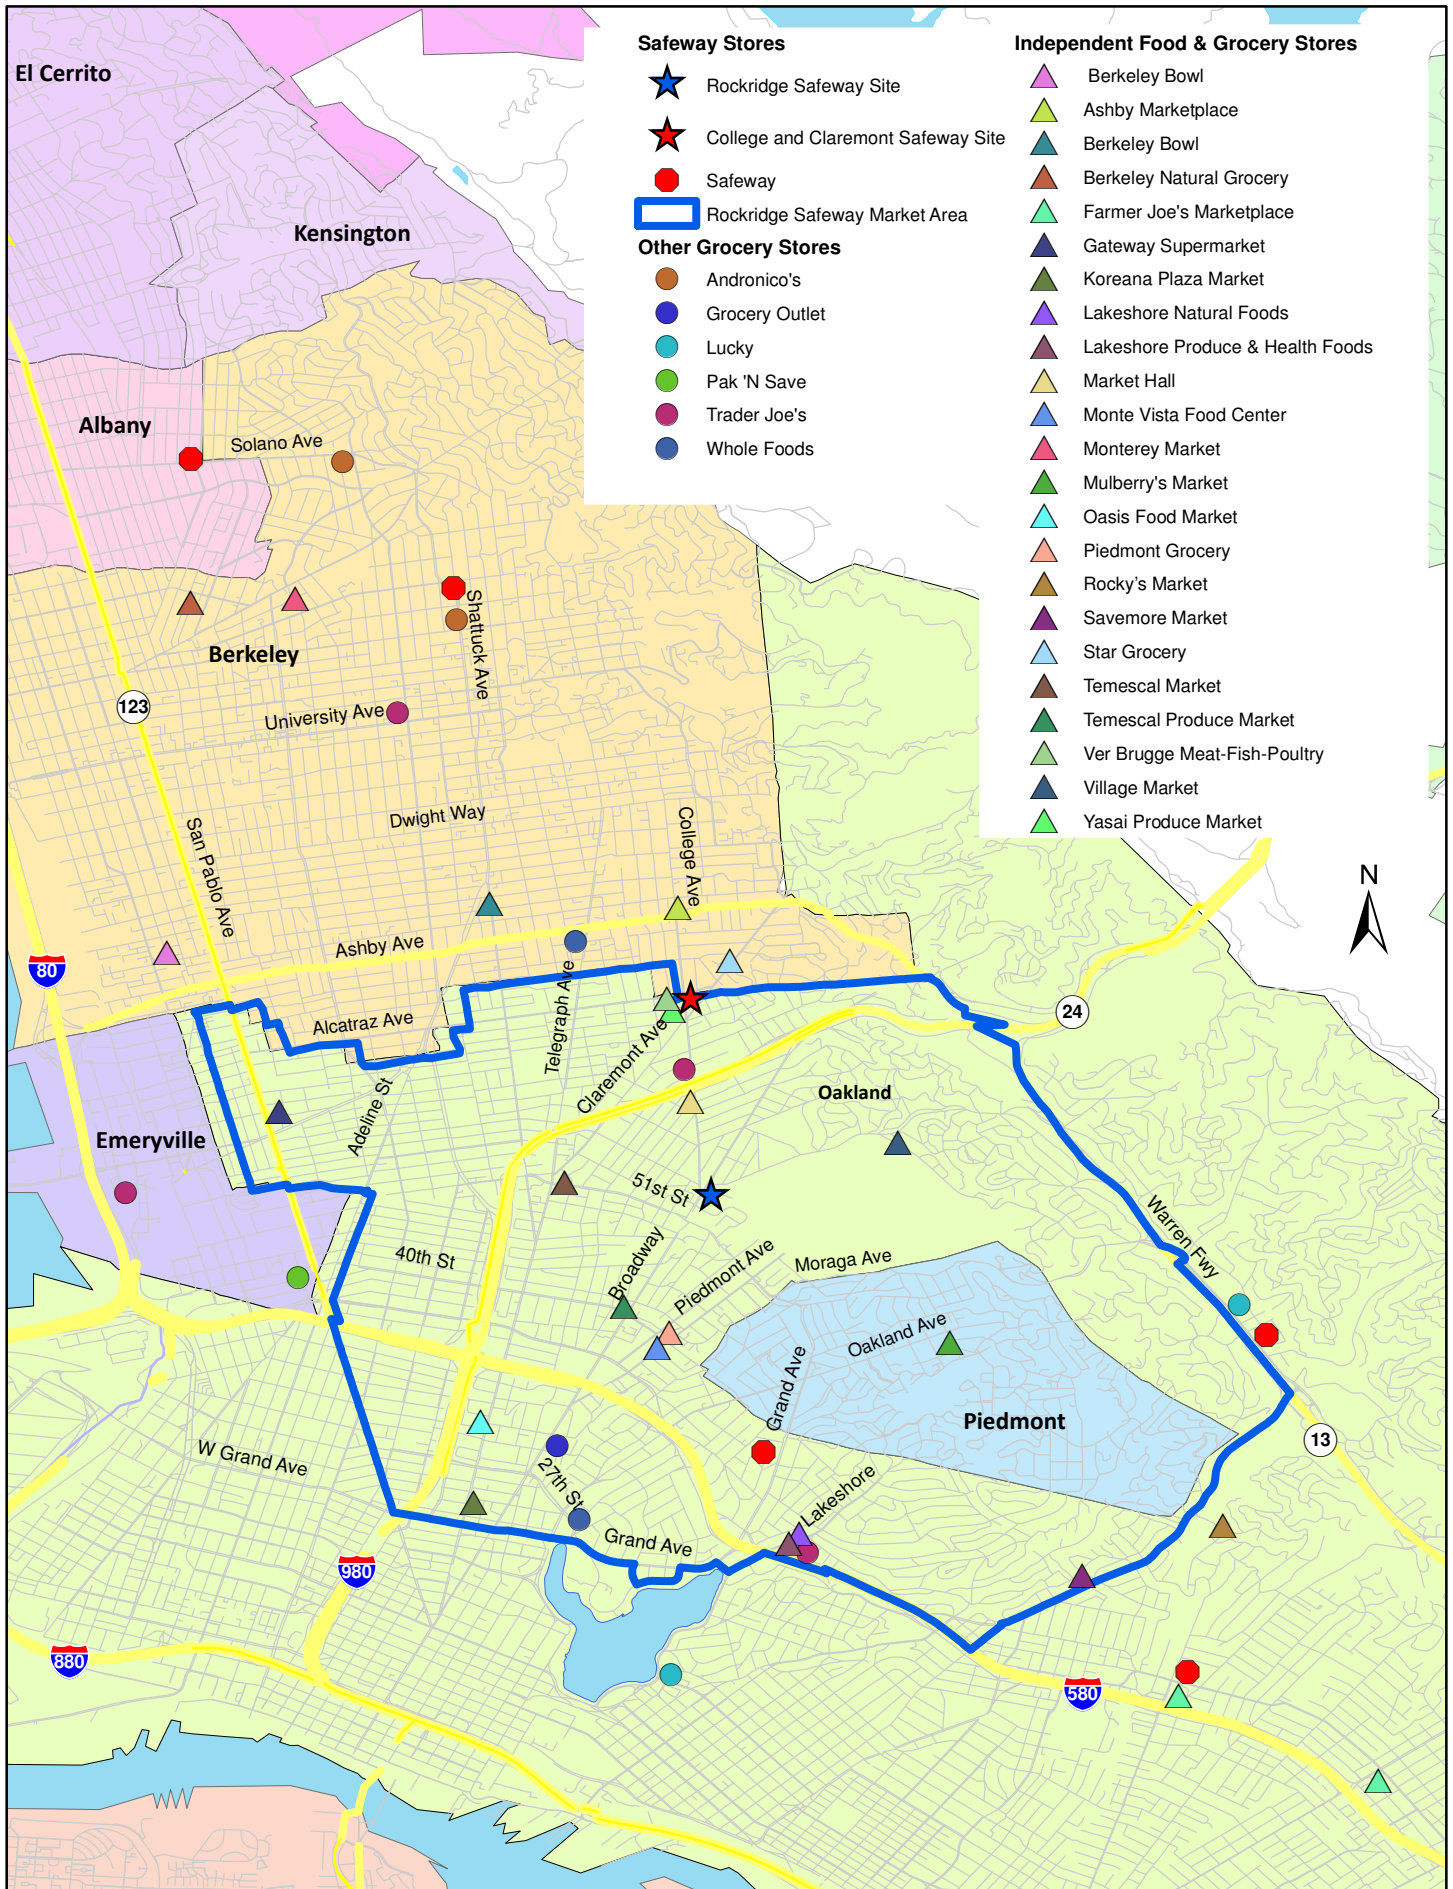 Safeway Stores
Rockridge Safeway Site
College and Claremont Safeway Site
Safeway
Rockridge Safeway Market Area
Other Grocery Stores
Andronico's
Grocery Outlet
Lucky
Pak 'N Save
Trader Joe's
Whole Foods
Independent Food & Grocery Stores
Berkeley Bowl
Ashby Marketplace
Berkeley Bowl
Berkeley Natural Grocery
Farmer Joe's Marketplace
Gateway Supermarket
Koreana Plaza Market
Lakeshore Natural Foods
Lakeshore Produce & Health Foods
Market Hall
Monte Vista Food Center
Monterey Market
Mulberry's Market
Oasis Food Market
Piedmont Grocery
Rocky’s Market
Savemore Market
Star Grocery
Temescal Market
Temescal Produce Market
Ver Brugge Meat-Fish-Poultry
Village Market
Yasai Produce Market
N
El Cerrito
Kensington
Albany
Solano Ave
Shattuck Ave
Berkeley
123
University Ave
Dwight Way
San Pablo Ave
College Ave
Ashby Ave
80
Telegraph Ave
Alcatraz Ave
24
Claremont Ave
Adeline St
Oakland
Emeryville
51st St
Warren Fwy
40th St
Broadway
Piedmont Ave
Moraga Ave
Oakland Ave
Grand Ave
Piedmont
13
W Grand Ave
27th St
Lakeshore
Grand Ave
980
880
580